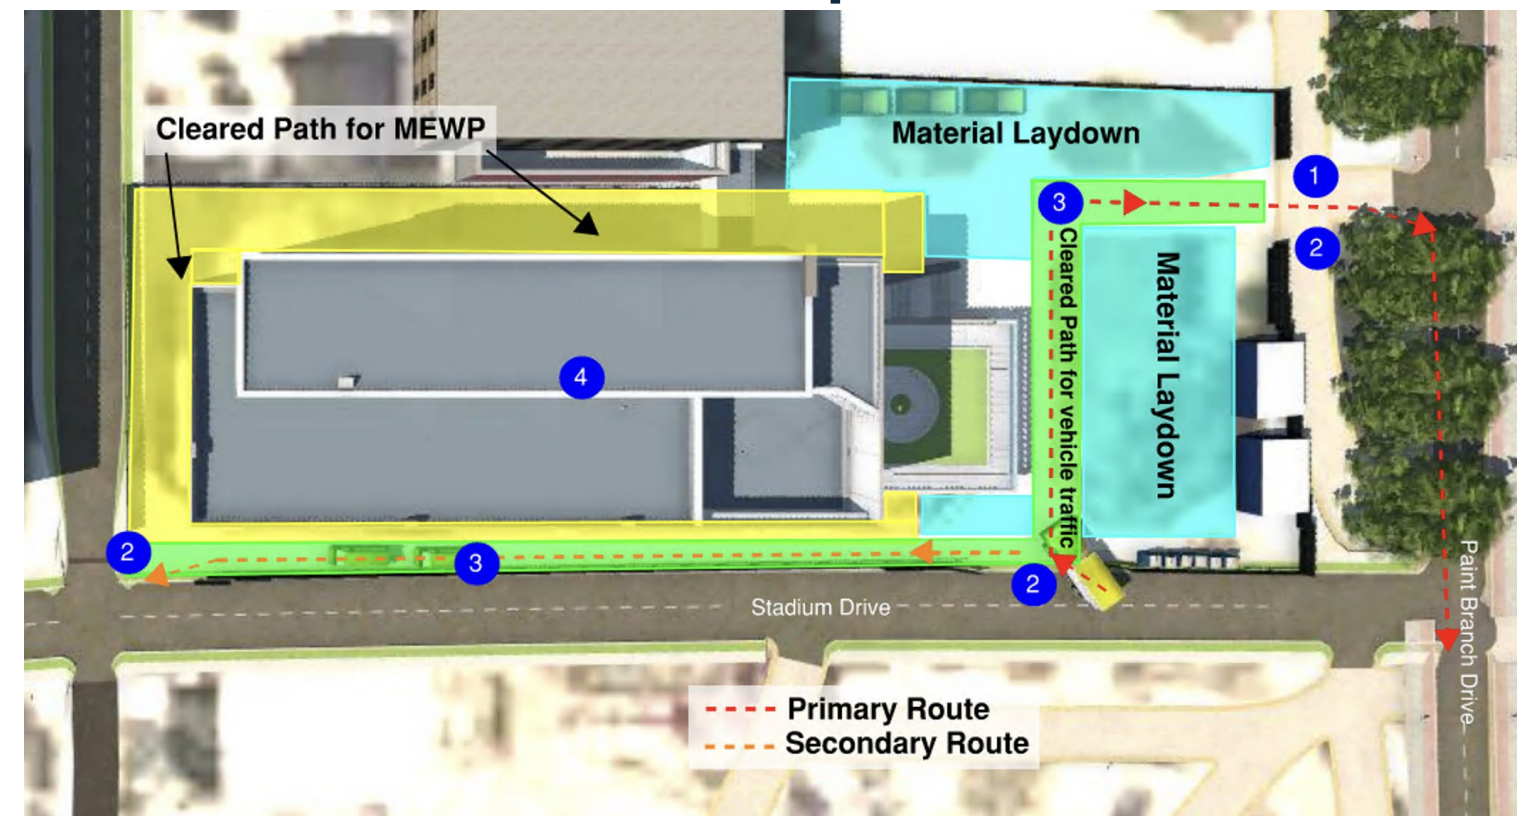 Cleared Path for MEWP
Material Laydown
1
3
2
Cleared Path for vehicle traffic
Material Laydown
4
2
3
2
Stadium Drive
Paint Branch Drive
Primary Route
Secondary Route